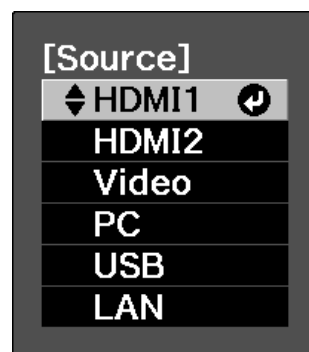 [Source]
HDMI1
HDMI2
Video
PC
USB
LAN